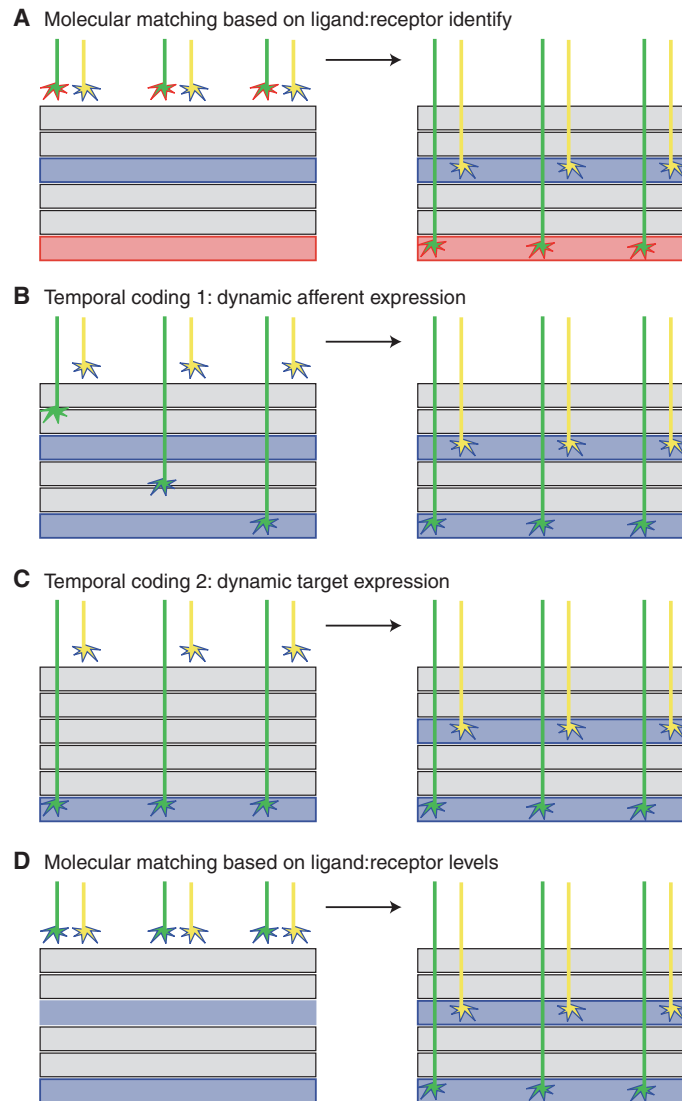 A Molecular matching based on ligand:receptor identify
B Temporal coding 1: dynamic afferent expression
C Temporal coding 2: dynamic target expression
D Molecular matching based on ligand:receptor levels